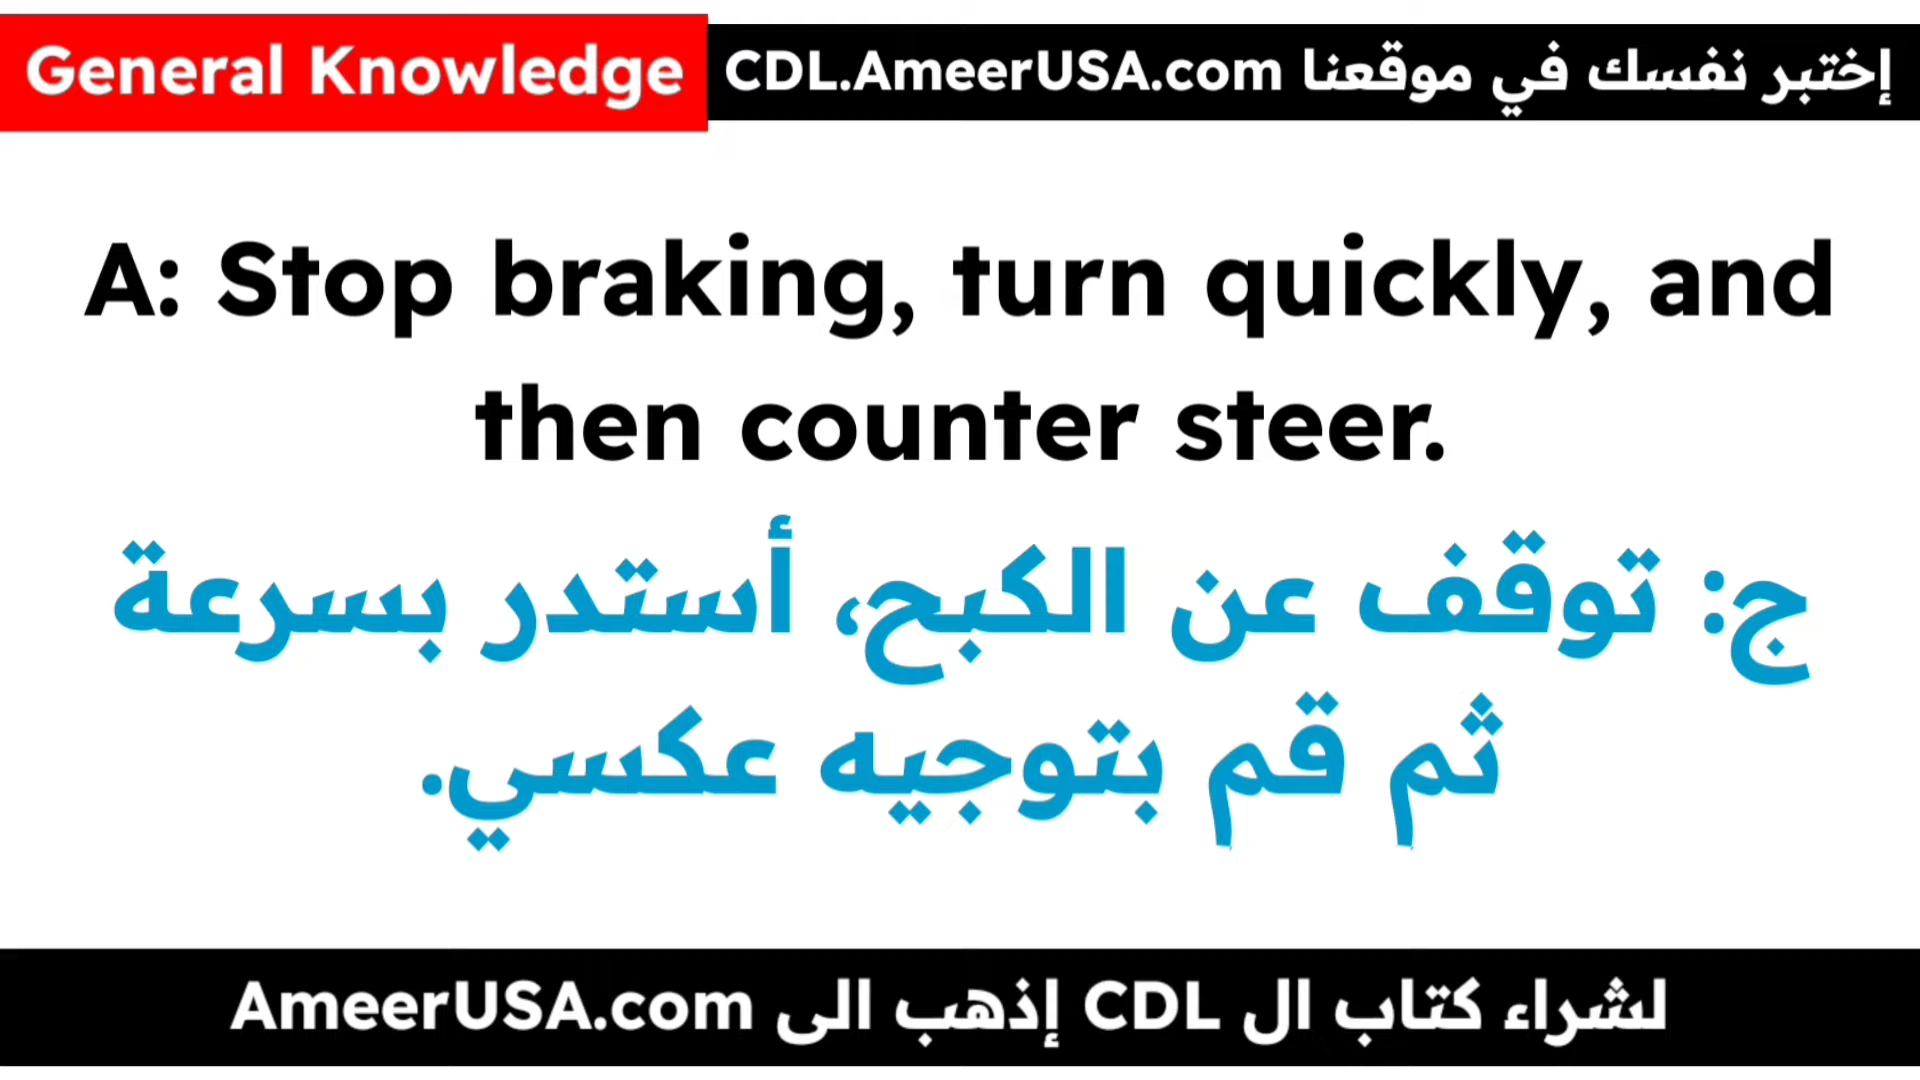 General Knowledge
إختبر نفسك في موقعنا CDL.AmeerUSA.com
A: Stop braking, turn quickly, and
then counter steer.
ج: توقف عن الكبح، أستدر بسرعة
ثم قم بتوجيه عكسي.
لشراء كتاب ال CDL إذهب الى AmeerUSA.com